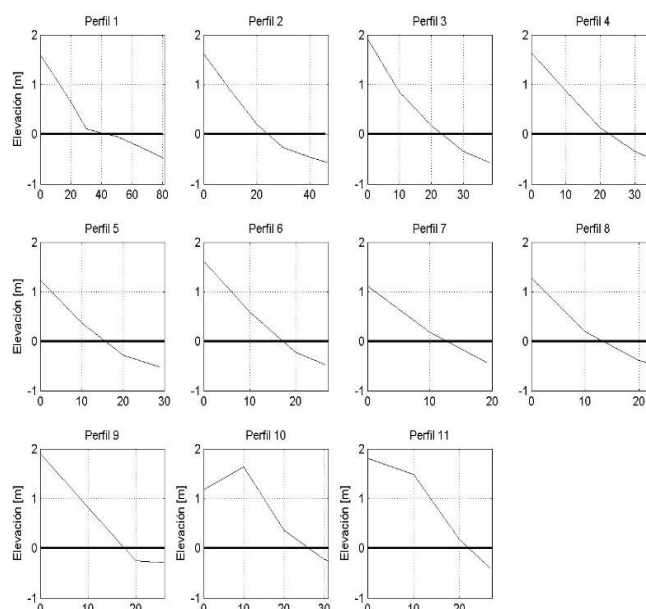 Perfil 1
Perfil 2
Perfil 3
Perfil 4
Elevación [m]
2
1
0
-1
0 20 40 60 80
2
1
0
-1
0 20 40
2
1
0
-1
0 10 20 30
2
1
0
-1
0 10 20 30
Perfil 5
Perfil 6
Perfil 7
Perfil 8
Elevación [m]
2
1
0
-1
0 10 20 30
2
1
0
-1
0 10 20
2
1
0
-1
0 10 20
2
1
0
-1
0 10 20
Perfil 9
Perfil 10
Perfil 11
Elevación [m]
2
1
0
-1
0 10 20
2
1
0
-1
0 10 20 30
2
1
0
-1
0 10 20